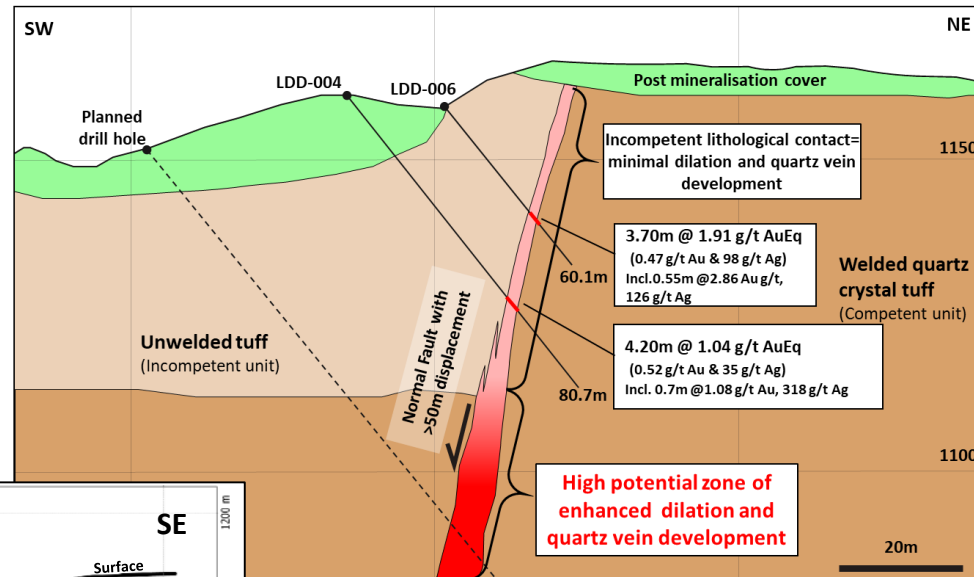 SW
NE
LDD-004
LDD-006
Planned
drill hole
Post mineralisation cover
Incompetent lithological contact=
minimal dilation and quartz vein
development
1150
3.70m @ 1.91 g/t AuEq
(0.47 g/t Au & 98 g/t Ag)
Incl.0.55m @2.86 Au g/t,
126 g/t Ag
60.1m
Welded quartz
crystal tuff
(Competent unit)
Unwelded tuff
(Incompetent unit)
Normal Fault with
>50m displacement
4.20m @ 1.04 g/t AuEq
(0.52 g/t Au & 35 g/t Ag)
Incl. 0.7m @1.08 g/t Au, 318 g/t Ag
80.7m
1100
High potential zone of
enhanced dilation and
quartz vein development
20m
1200 m
SE
Surface